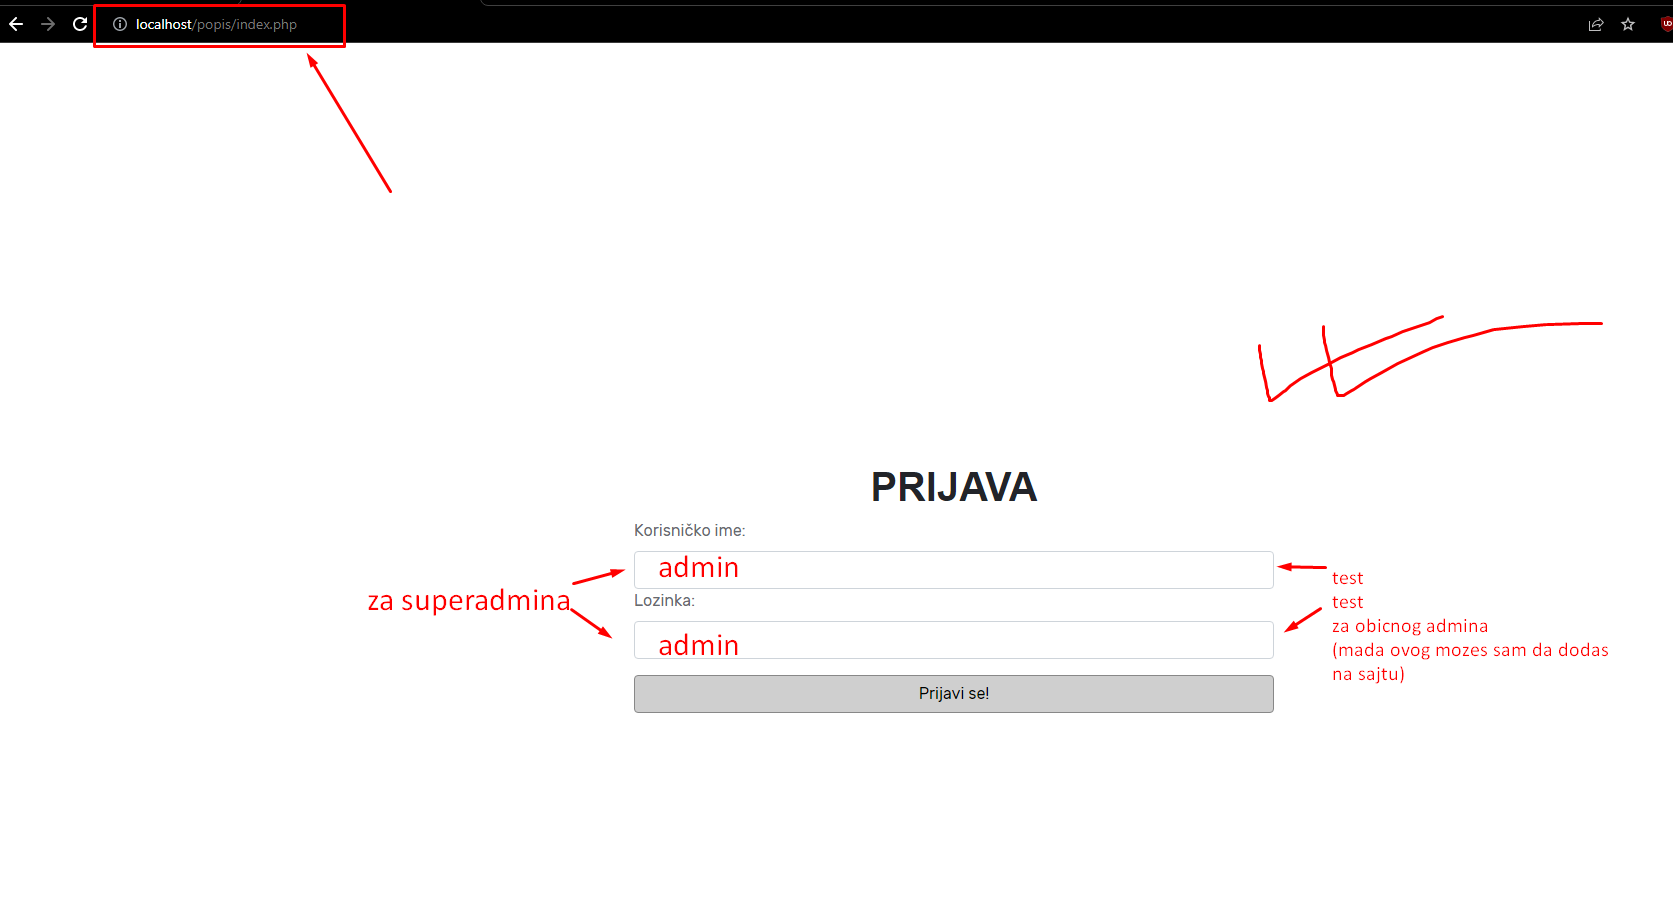 localhost/popis/index.php
PRIJAVA
Korisničko ime:
admin
za superadmina
Lozinka:
admin
Prijavi se!
test
test
za obicnog admina
(mada ovog mozes sam da dodas
na sajtu)